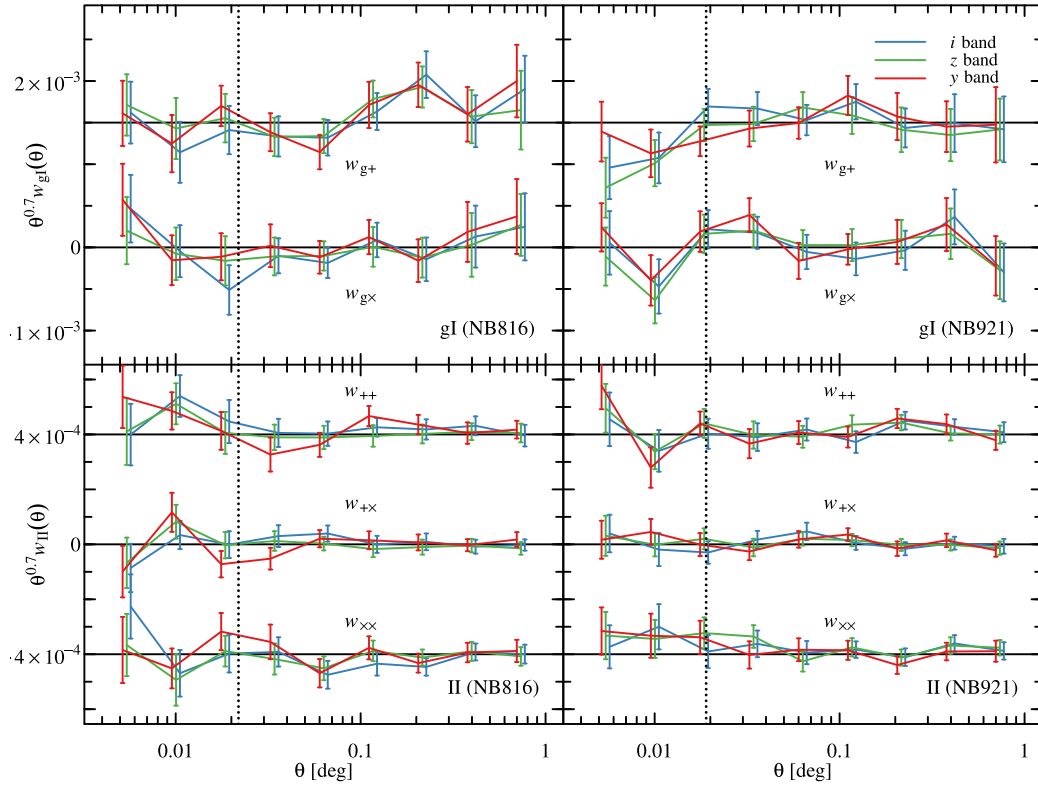 i band
z band
y band
2 × 10⁻³
w_g+
w_g+
θ^0.7 w_gI(θ)
0
w_g×
w_g×
·1 × 10⁻³
gI (NB816)
gI (NB921)
w_++
w_++
4×10⁻⁴
w_+×
w_+×
θ^0.7 w_II(θ)
0
w_××
w_××
·4×10⁻⁴
II (NB816)
II (NB921)
0.01 0.1 1 0.01 0.1 1
θ [deg] θ [deg]